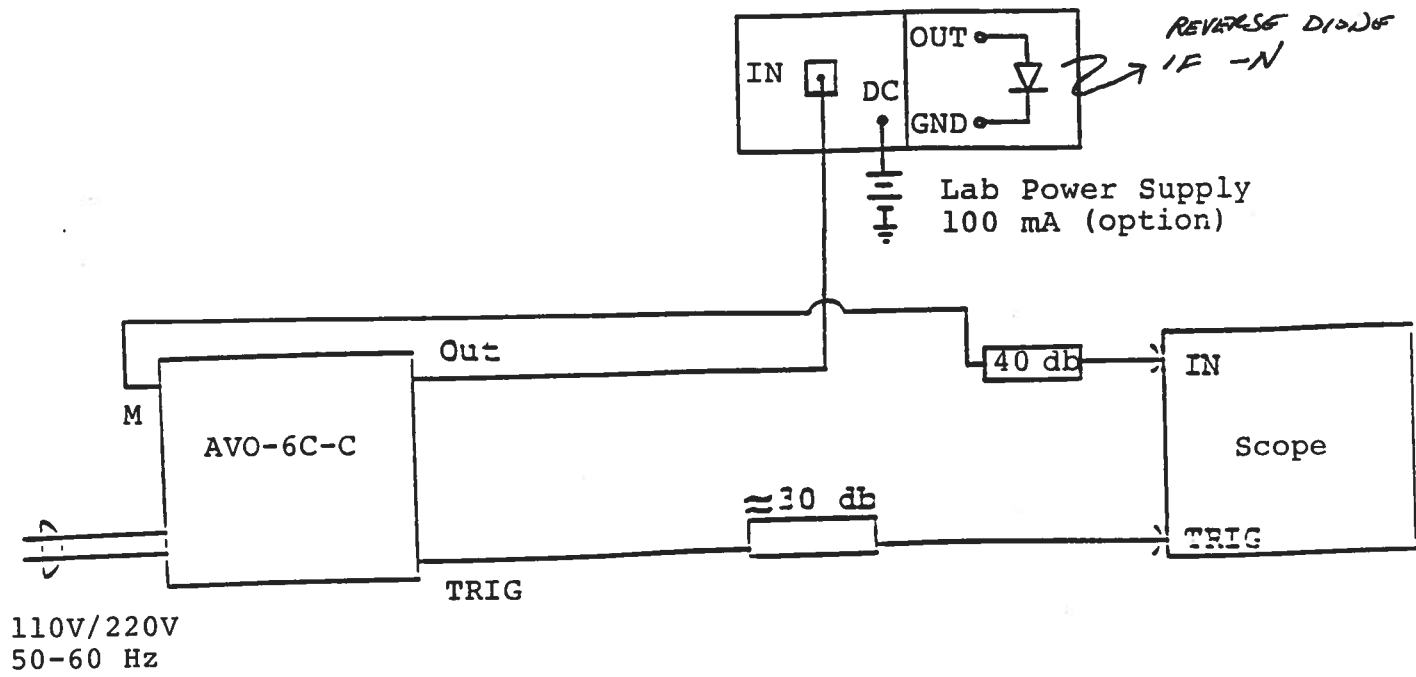 REVERSE DIODE
IF -N
OUT
IN
DC
GND
Lab Power Supply
100 mA (option)
Out
40 db
IN
M
AVO-6C-C
Scope
≈30 db
TRIG
TRIG
110V/220V
50-60 Hz